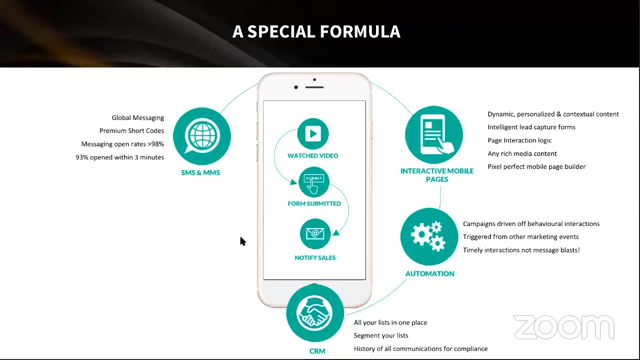 A SPECIAL FORMULA
Global Messaging
Premium Short Codes
Messaging open rates >98%
93% opened within 3 minutes
SMS & MMS
WATCHED VIDEO
SUBMIT
FORM SUBMITTED
NOTIFY SALES
INTERACTIVE MOBILE
PAGES
Dynamic, personalized & contextual content
Intelligent lead capture forms
Page Interaction logic
Any rich media content
Pixel perfect mobile page builder
Campaigns driven off behavioural interactions
Triggered from other marketing events
Timely interactions not message blasts!
AUTOMATION
All your lists in one place
Segment your lists
History of all communications for compliance
CRM
zoom